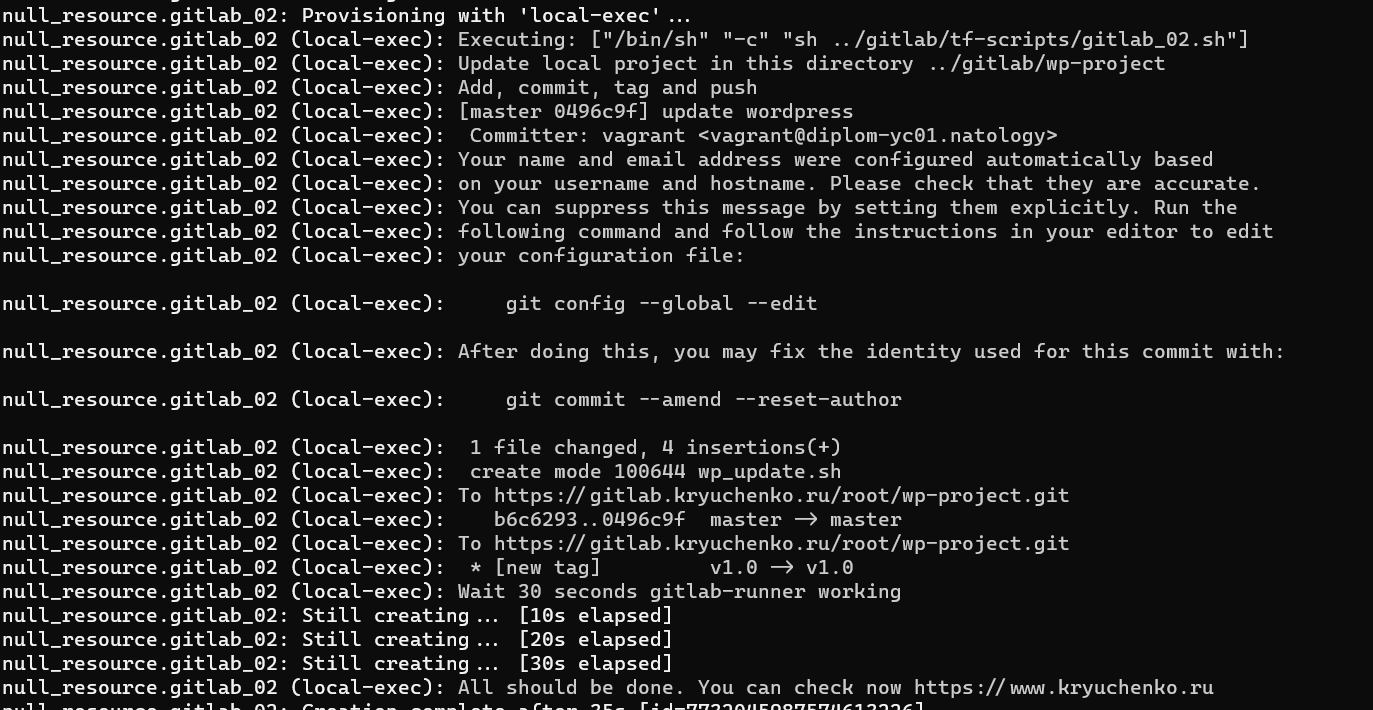 null_resource.gitlab_02: Provisioning with 'local-exec'...
null_resource.gitlab_02 (local-exec): Executing: ["/bin/sh" "-c" "sh ../gitlab/tf-scripts/gitlab_02.sh"]
null_resource.gitlab_02 (local-exec): Update local project in this directory ../gitlab/wp-project
null_resource.gitlab_02 (local-exec): Add, commit, tag and push
null_resource.gitlab_02 (local-exec): [master 0496c9f] update wordpress
null_resource.gitlab_02 (local-exec):  Committer: vagrant <vagrant@diplom-yc01.natology>
null_resource.gitlab_02 (local-exec): Your name and email address were configured automatically based
null_resource.gitlab_02 (local-exec): on your username and hostname. Please check that they are accurate.
null_resource.gitlab_02 (local-exec): You can suppress this message by setting them explicitly. Run the
null_resource.gitlab_02 (local-exec): following command and follow the instructions in your editor to edit
null_resource.gitlab_02 (local-exec): your configuration file:
null_resource.gitlab_02 (local-exec):     git config --global --edit
null_resource.gitlab_02 (local-exec): After doing this, you may fix the identity used for this commit with:
null_resource.gitlab_02 (local-exec):     git commit --amend --reset-author
null_resource.gitlab_02 (local-exec):  1 file changed, 4 insertions(+)
null_resource.gitlab_02 (local-exec):  create mode 100644 wp_update.sh
null_resource.gitlab_02 (local-exec): To https://gitlab.kryuchenko.ru/root/wp-project.git
null_resource.gitlab_02 (local-exec):    b6c6293..0496c9f  master -> master
null_resource.gitlab_02 (local-exec): To https://gitlab.kryuchenko.ru/root/wp-project.git
null_resource.gitlab_02 (local-exec):  * [new tag]         v1.0 -> v1.0
null_resource.gitlab_02 (local-exec): Wait 30 seconds gitlab-runner working
null_resource.gitlab_02: Still creating... [10s elapsed]
null_resource.gitlab_02: Still creating... [20s elapsed]
null_resource.gitlab_02: Still creating... [30s elapsed]
null_resource.gitlab_02 (local-exec): All should be done. You can check now https://www.kryuchenko.ru
null_resource.gitlab_02: Creation complete after 35s